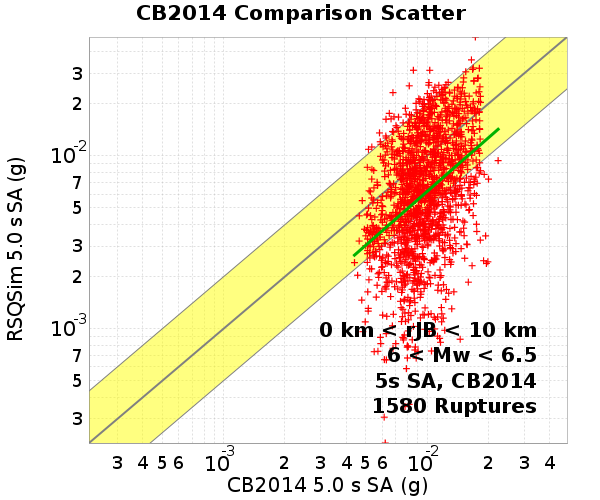 CB2014 Comparison Scatter
RSQSim 5.0 s SA (g)
3
2
10-2
7
5
3
2
10-3
7
5
3
0 km < rJB < 10 km
6 < Mw < 6.5
5s SA, CB2014
1580 Ruptures
3 4 5 6 10-3 2 3 4 5 6 10-2 2 3 4
CB2014 5.0 s SA (g)